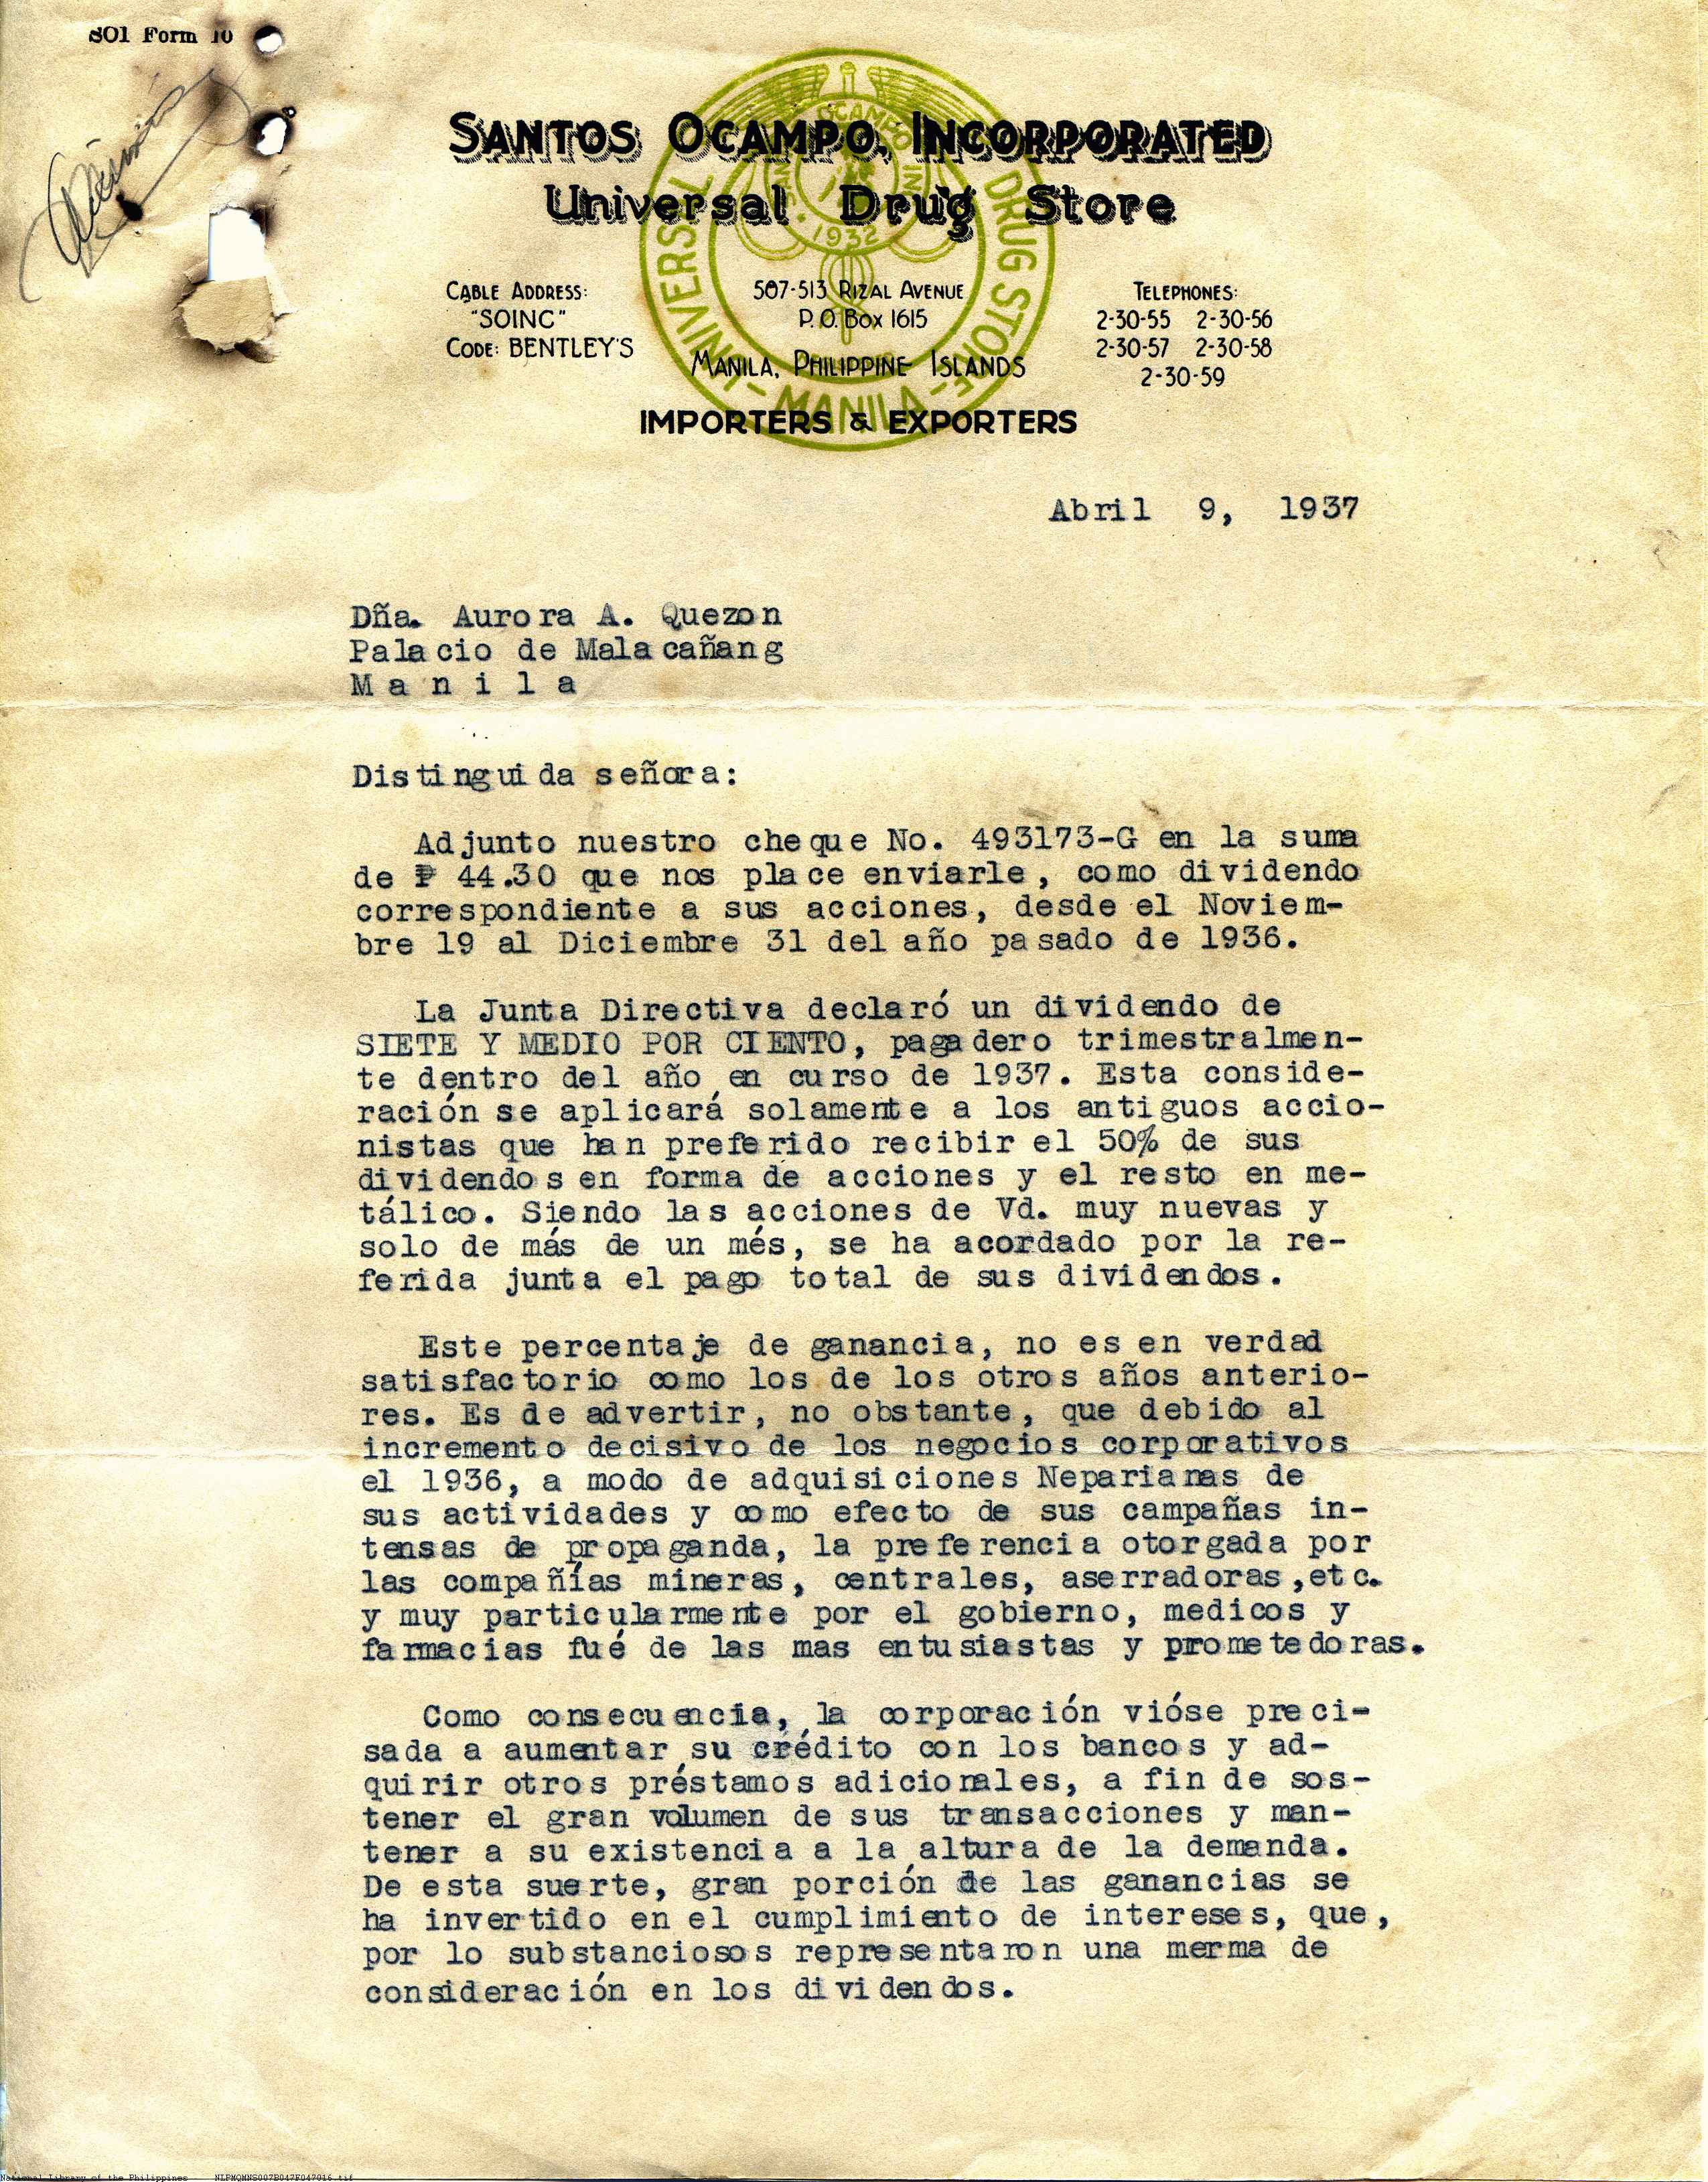 SO1 Form 10
SANTOS OCAMPO, INCORPORATED
Universal Drug Store
UNIVERSAL DRUG STORE
- MANILA -
1932
CABLE ADDRESS:
"SOINC"
CODE: BENTLEY'S
507-513 RIZAL AVENUE
P. O. BOX 1615
MANILA, PHILIPPINE ISLANDS
TELEPHONES:
2-30-55 2-30-56
2-30-57 2-30-58
2-30-59
IMPORTERS & EXPORTERS
Abril 9, 1937
Dña. Aurora A. Quezon
Palacio de Malacañang
M a n i l a
Distinguida señora:
Adjunto nuestro cheque No. 493173-G en la suma
de ₱ 44.30 que nos place enviarle, como dividendo
correspondiente a sus acciones, desde el Noviem-
bre 19 al Diciembre 31 del año pasado de 1936.
La Junta Directiva declaró un dividendo de
SIETE Y MEDIO POR CIENTO, pagadero trimestralmen-
te dentro del año en curso de 1937. Esta conside-
ración se aplicará solamente a los antiguos accio-
nistas que han preferido recibir el 50% de sus
dividendos en forma de acciones y el resto en me-
tálico. Siendo las acciones de Vd. muy nuevas y
solo de más de un més, se ha acordado por la re-
ferida junta el pago total de sus dividendos.
Este percentaje de ganancia, no es en verdad
satisfactorio como los de los otros años anterio-
res. Es de advertir, no obstante, que debido al
incremento decisivo de los negocios corporativos
el 1936, a modo de adquisiciones Neparianas de
sus actividades y como efecto de sus campañas in-
tensas de propaganda, la preferencia otorgada por
las compañías mineras, centrales, aserradoras,etc.
y muy particularmente por el gobierno, medicos y
farmacias fué de las mas entusiastas y prometedoras.
Como consecuencia, la corporación vióse preci-
sada a aumentar su crédito con los bancos y ad-
quirir otros préstamos adicionales, a fin de sos-
tener el gran volumen de sus transacciones y man-
tener a su existencia a la altura de la demanda.
De esta suerte, gran porción de las ganancias se
ha invertido en el cumplimiento de intereses, que,
por lo substanciosos representaron una merma de
consideración en los dividendos.
National Library of the Philippines NLPMQMNS007B047F047016.tif